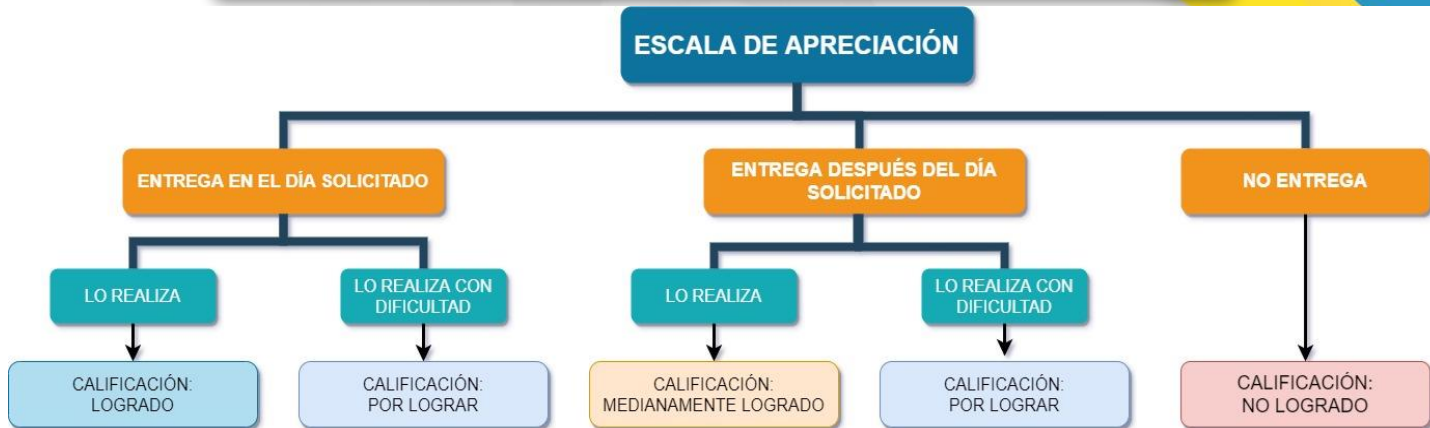 ESCALA DE APRECIACIÓN
ENTREGA EN EL DÍA SOLICITADO
ENTREGA DESPUÉS DEL DÍA
SOLICITADO
NO ENTREGA
LO REALIZA
LO REALIZA CON
DIFICULTAD
LO REALIZA
LO REALIZA CON
DIFICULTAD
CALIFICACIÓN:
LOGRADO
CALIFICACIÓN:
POR LOGRAR
CALIFICACIÓN:
MEDIANAMENTE LOGRADO
CALIFICACIÓN:
POR LOGRAR
CALIFICACIÓN:
NO LOGRADO